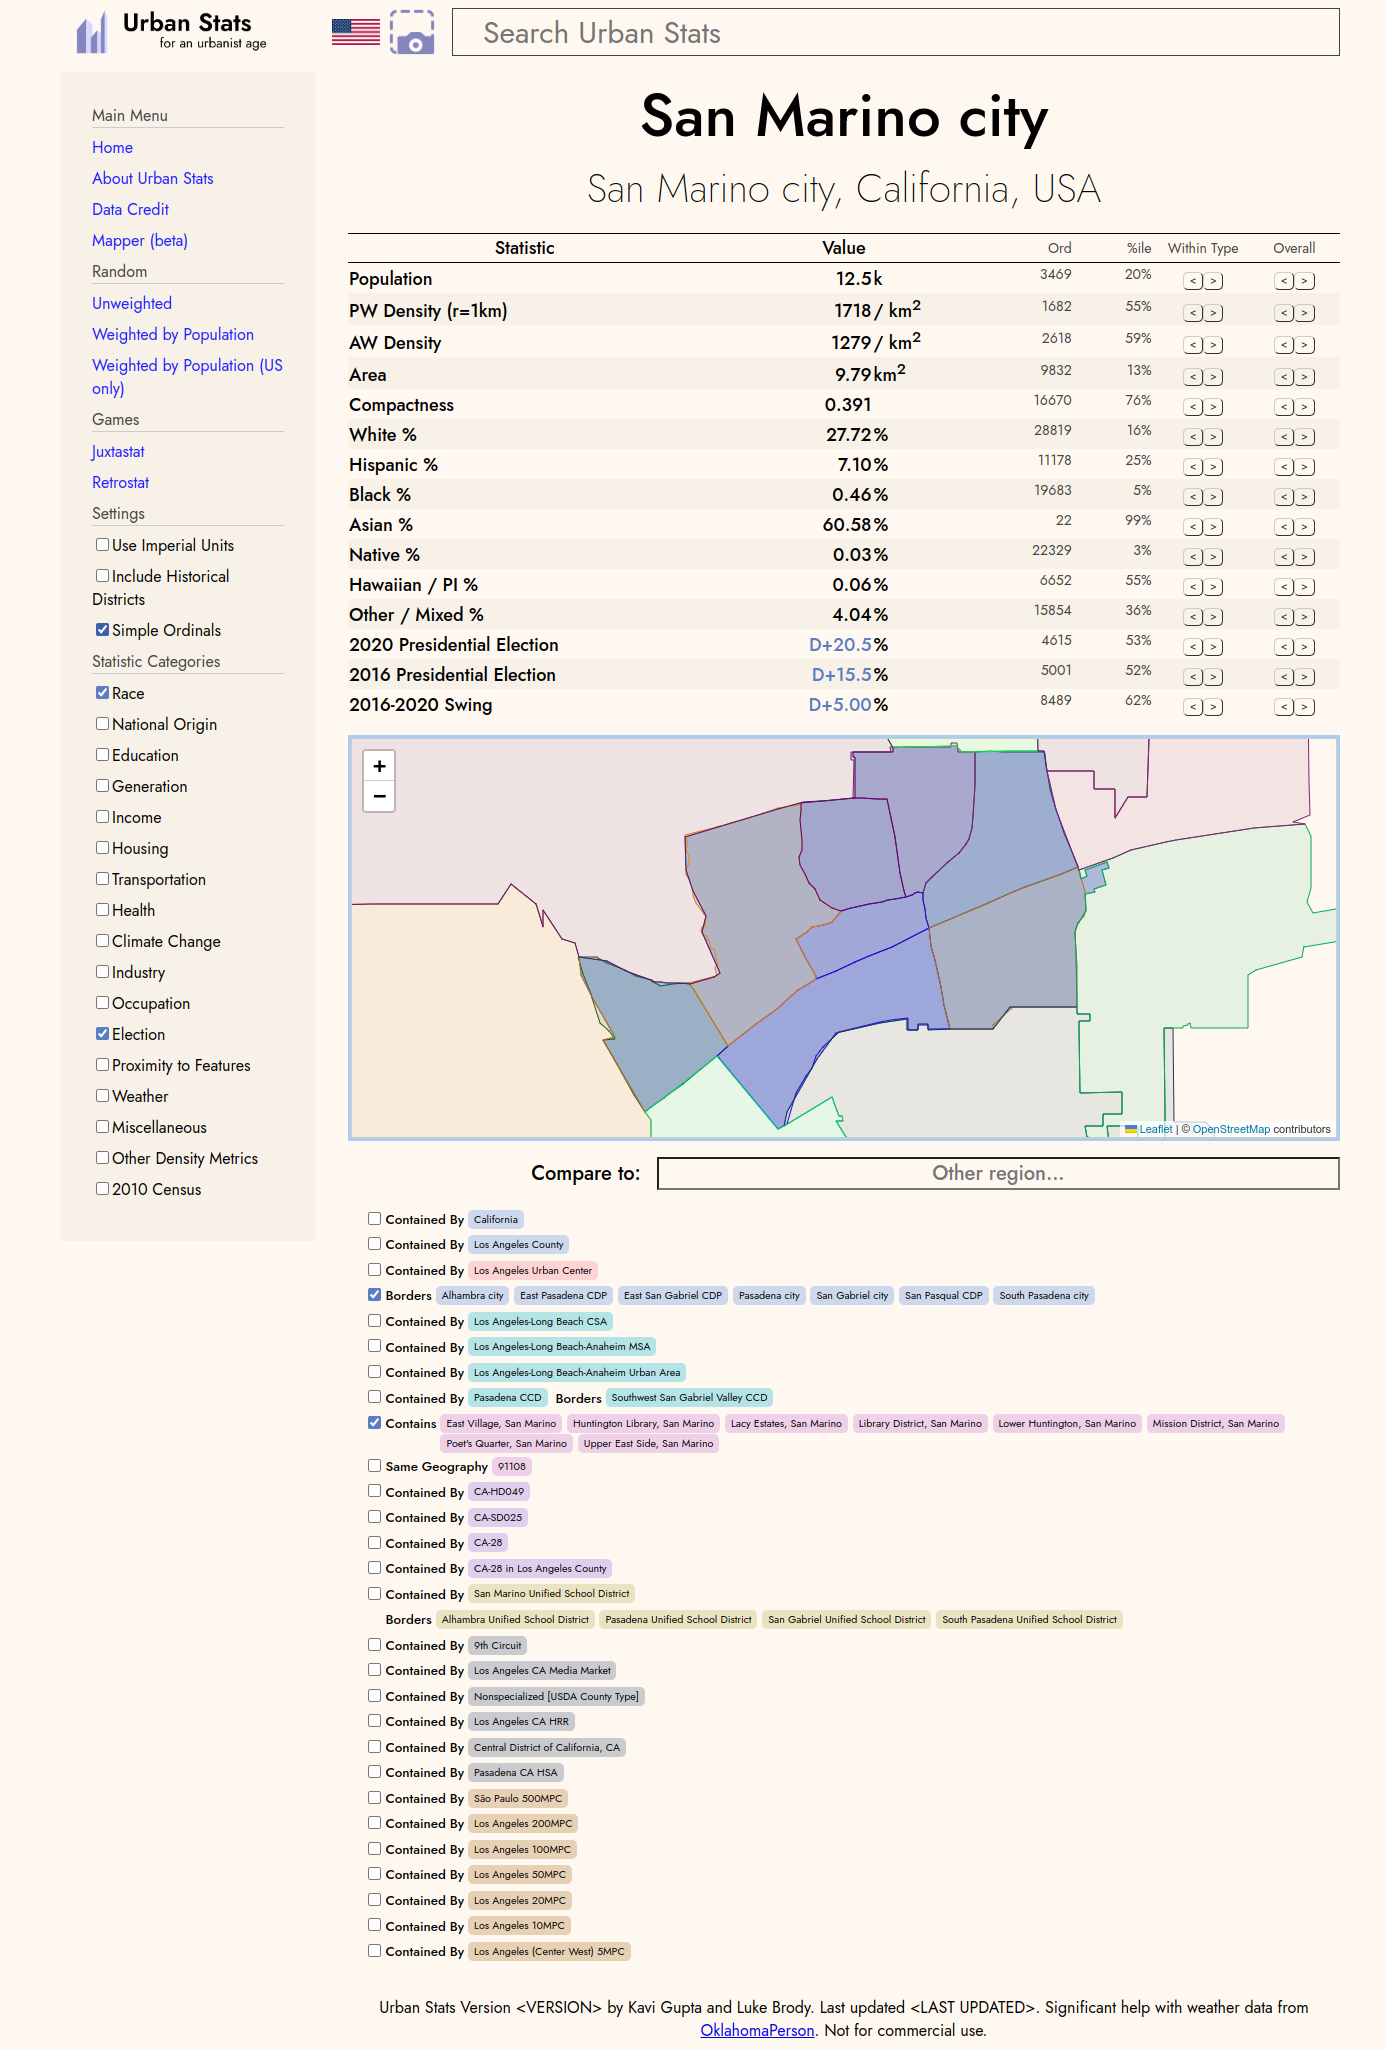 Urban Stats
for an urbanist age
Search Urban Stats
Main Menu
Home
About Urban Stats
Data Credit
Mapper (beta)
Random
Unweighted
Weighted by Population
Weighted by Population (US
only)
Games
Juxtastat
Retrostat
Settings
Use Imperial Units
Include Historical
Districts
Simple Ordinals
Statistic Categories
Race
National Origin
Education
Generation
Income
Housing
Transportation
Health
Climate Change
Industry
Occupation
Election
Proximity to Features
Weather
Miscellaneous
Other Density Metrics
2010 Census
San Marino city
San Marino city, California, USA
Statistic Value Ord %ile Within Type Overall
Population 12.5k 3469 20% < > < >
PW Density (r=1km) 1718 / km² 1682 55% < > < >
AW Density 1279 / km² 2618 59% < > < >
Area 9.79 km² 9832 13% < > < >
Compactness 0.391 16670 76% < > < >
White % 27.72% 28819 16% < > < >
Hispanic % 7.10% 11178 25% < > < >
Black % 0.46% 19683 5% < > < >
Asian % 60.58% 22 99% < > < >
Native % 0.03% 22329 3% < > < >
Hawaiian / PI % 0.06% 6652 55% < > < >
Other / Mixed % 4.04% 15854 36% < > < >
2020 Presidential Election D+20.5% 4615 53% < > < >
2016 Presidential Election D+15.5% 5001 52% < > < >
2016-2020 Swing D+5.00% 8489 62% < > < >
+
−
Leaflet | © OpenStreetMap contributors
Compare to: Other region...
Contained By California
Contained By Los Angeles County
Contained By Los Angeles Urban Center
Borders Alhambra city East Pasadena CDP East San Gabriel CDP Pasadena city San Gabriel city San Pasqual CDP South Pasadena city
Contained By Los Angeles-Long Beach CSA
Contained By Los Angeles-Long Beach-Anaheim MSA
Contained By Los Angeles-Long Beach-Anaheim Urban Area
Contained By Pasadena CCD Borders Southwest San Gabriel Valley CCD
Contains East Village, San Marino Huntington Library, San Marino Lacy Estates, San Marino Library District, San Marino Lower Huntington, San Marino Mission District, San Marino
Poet's Quarter, San Marino Upper East Side, San Marino
Same Geography 91108
Contained By CA-HD049
Contained By CA-SD025
Contained By CA-28
Contained By CA-28 in Los Angeles County
Contained By San Marino Unified School District
Borders Alhambra Unified School District Pasadena Unified School District San Gabriel Unified School District South Pasadena Unified School District
Contained By 9th Circuit
Contained By Los Angeles CA Media Market
Contained By Nonspecialized [USDA County Type]
Contained By Los Angeles CA HRR
Contained By Central District of California, CA
Contained By Pasadena CA HSA
Contained By São Paulo 500MPC
Contained By Los Angeles 200MPC
Contained By Los Angeles 100MPC
Contained By Los Angeles 50MPC
Contained By Los Angeles 20MPC
Contained By Los Angeles 10MPC
Contained By Los Angeles (Center West) 5MPC
Urban Stats Version <VERSION> by Kavi Gupta and Luke Brody. Last updated <LAST UPDATED>. Significant help with weather data from
OklahomaPerson. Not for commercial use.